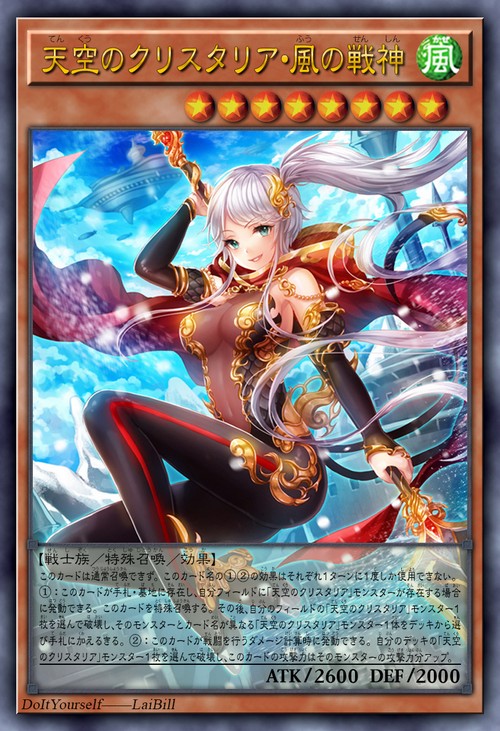 てんくう ふう せんしん かぜ
天空のクリスタリア・風の戦神 風
【戦士族／特殊召喚／効果】
このカードは通常召喚できず。このカード名の①②の効果はそれぞれ1ターンに1度しか使用できない。
①：このカードが手札・墓地に存在し、自分フィールドに「天空のクリスタリア」モンスターが存在する場合
に発動できる。このカードを特殊召喚する。その後、自分のフィールドの「天空のクリスタリア」モンスター1
枚を選んで破壊し、そのモンスターとカード名が異なる「天空のクリスタリア」モンスター1体をデッキから選
び手札に加えるきる。②：このカードが戦闘を行うダメージ計算時に発動できる。自分のデッキの「天空
のクリスタリア」モンスター1枚を選んで破壊し、このカードの攻撃力はそのモンスターの攻撃力分アップ。
ATK/2600 DEF/2000
DoItYourself——LaiBill